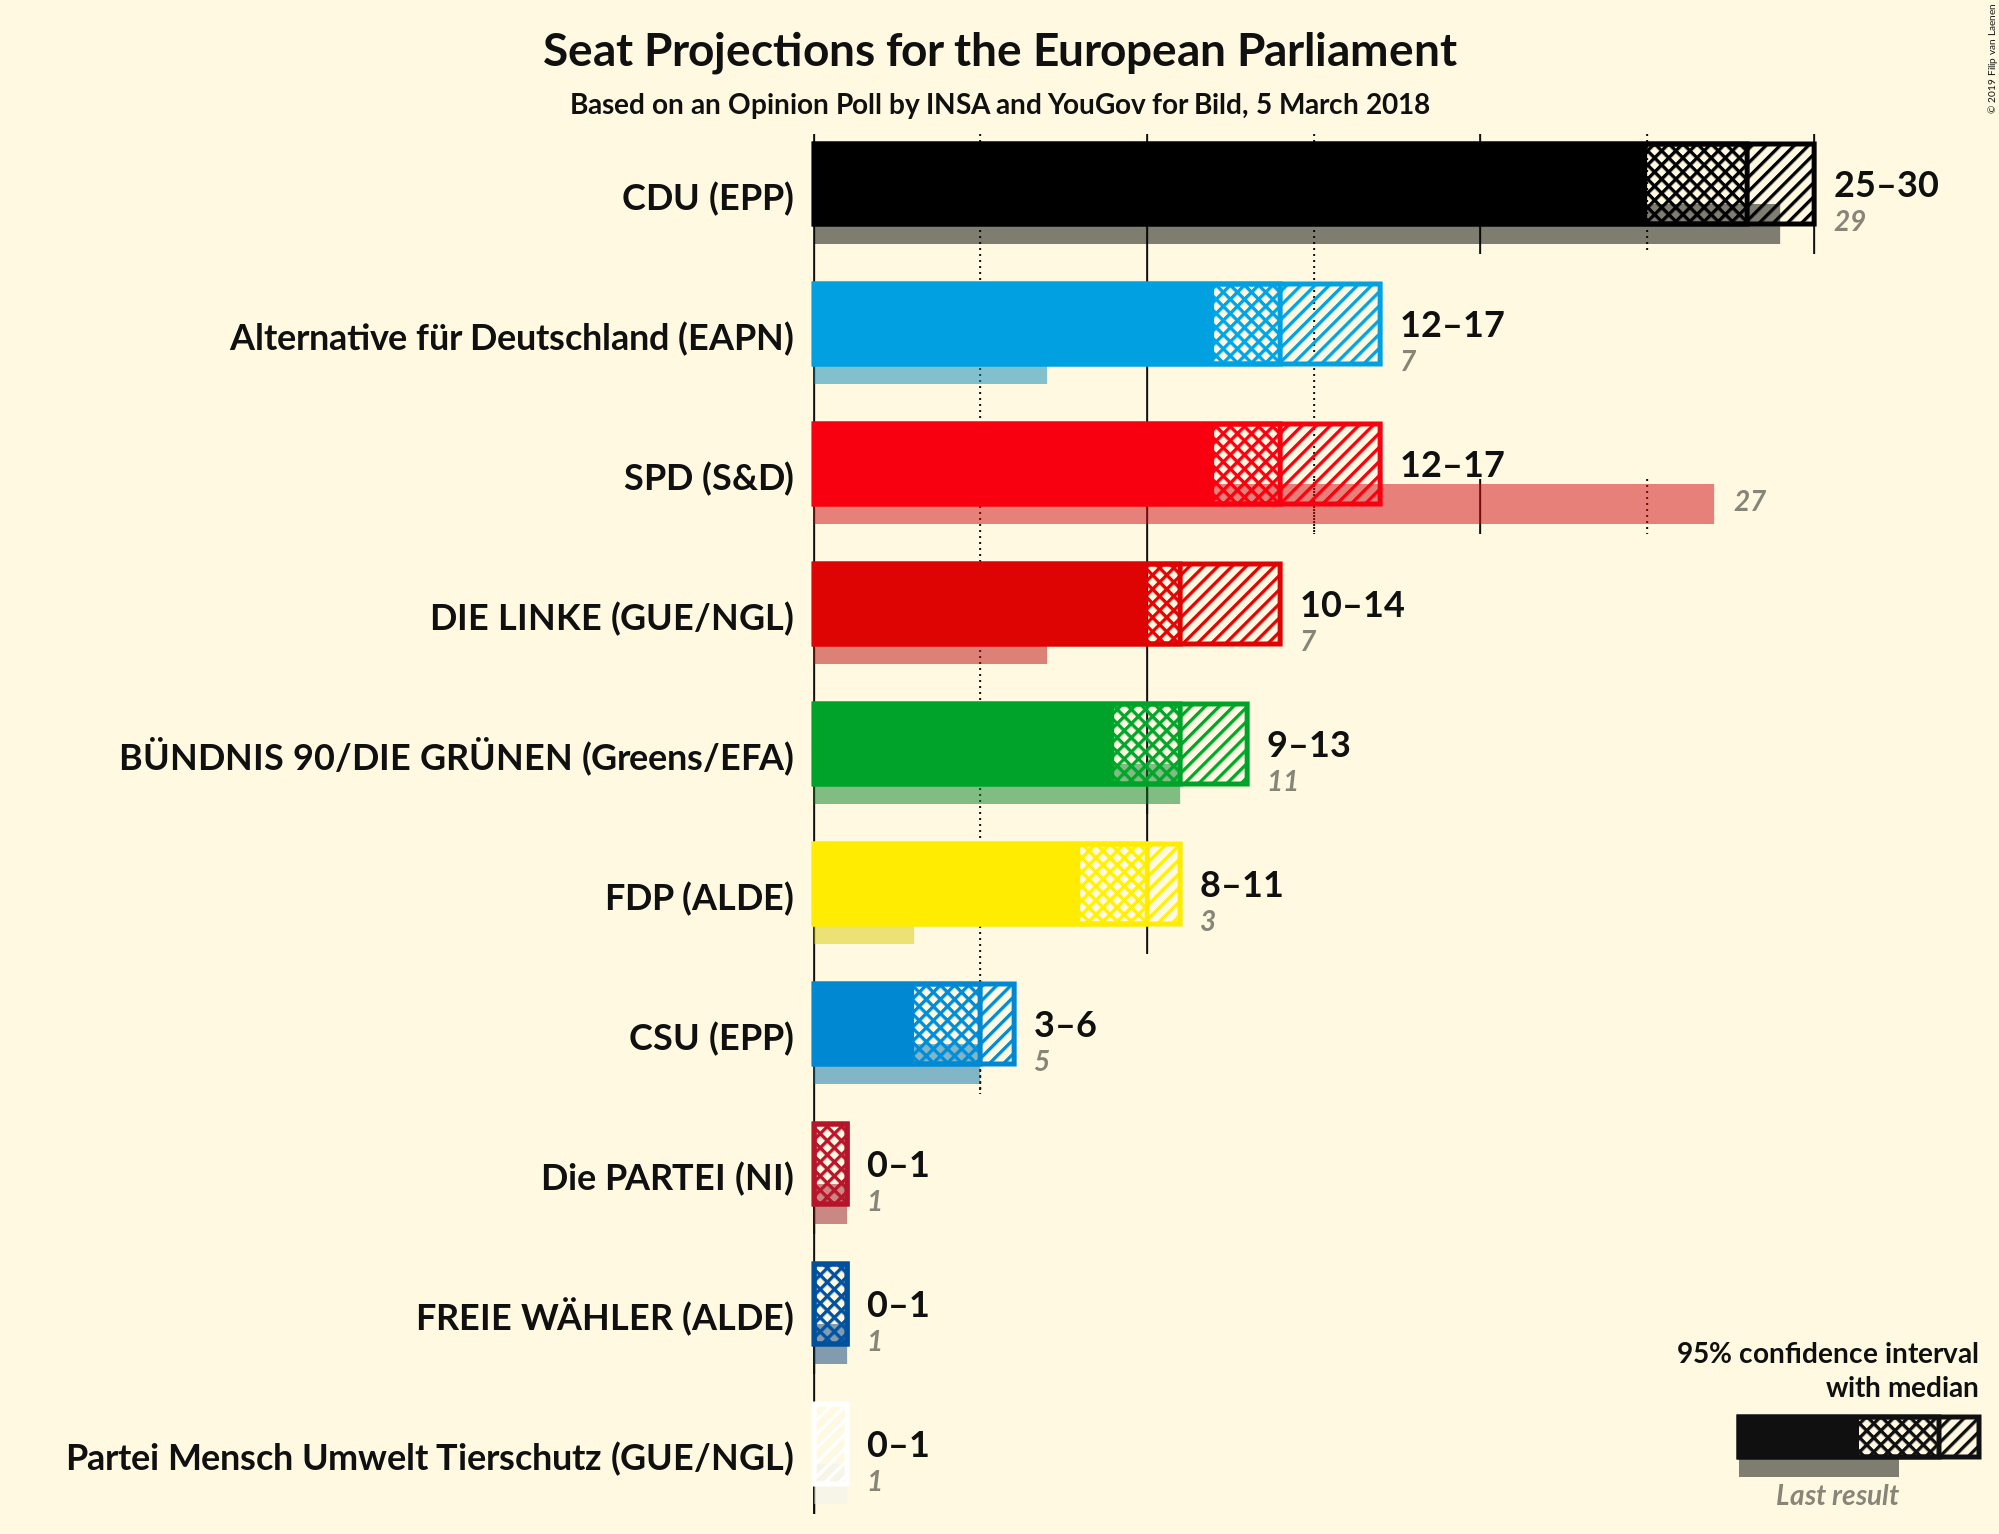 Seat Projections for the European Parliament
Based on an Opinion Poll by INSA and YouGov for Bild, 5 March 2018
© 2019 Filip van Laenen
CDU (EPP)
25–30
29
Alternative für Deutschland (EAPN)
12–17
7
SPD (S&D)
12–17
27
DIE LINKE (GUE/NGL)
10–14
7
BÜNDNIS 90/DIE GRÜNEN (Greens/EFA)
9–13
11
FDP (ALDE)
8–11
3
CSU (EPP)
3–6
5
Die PARTEI (NI)
0–1
1
FREIE WÄHLER (ALDE)
0–1
1
Partei Mensch Umwelt Tierschutz (GUE/NGL)
0–1
1
95% confidence interval
with median
Last result